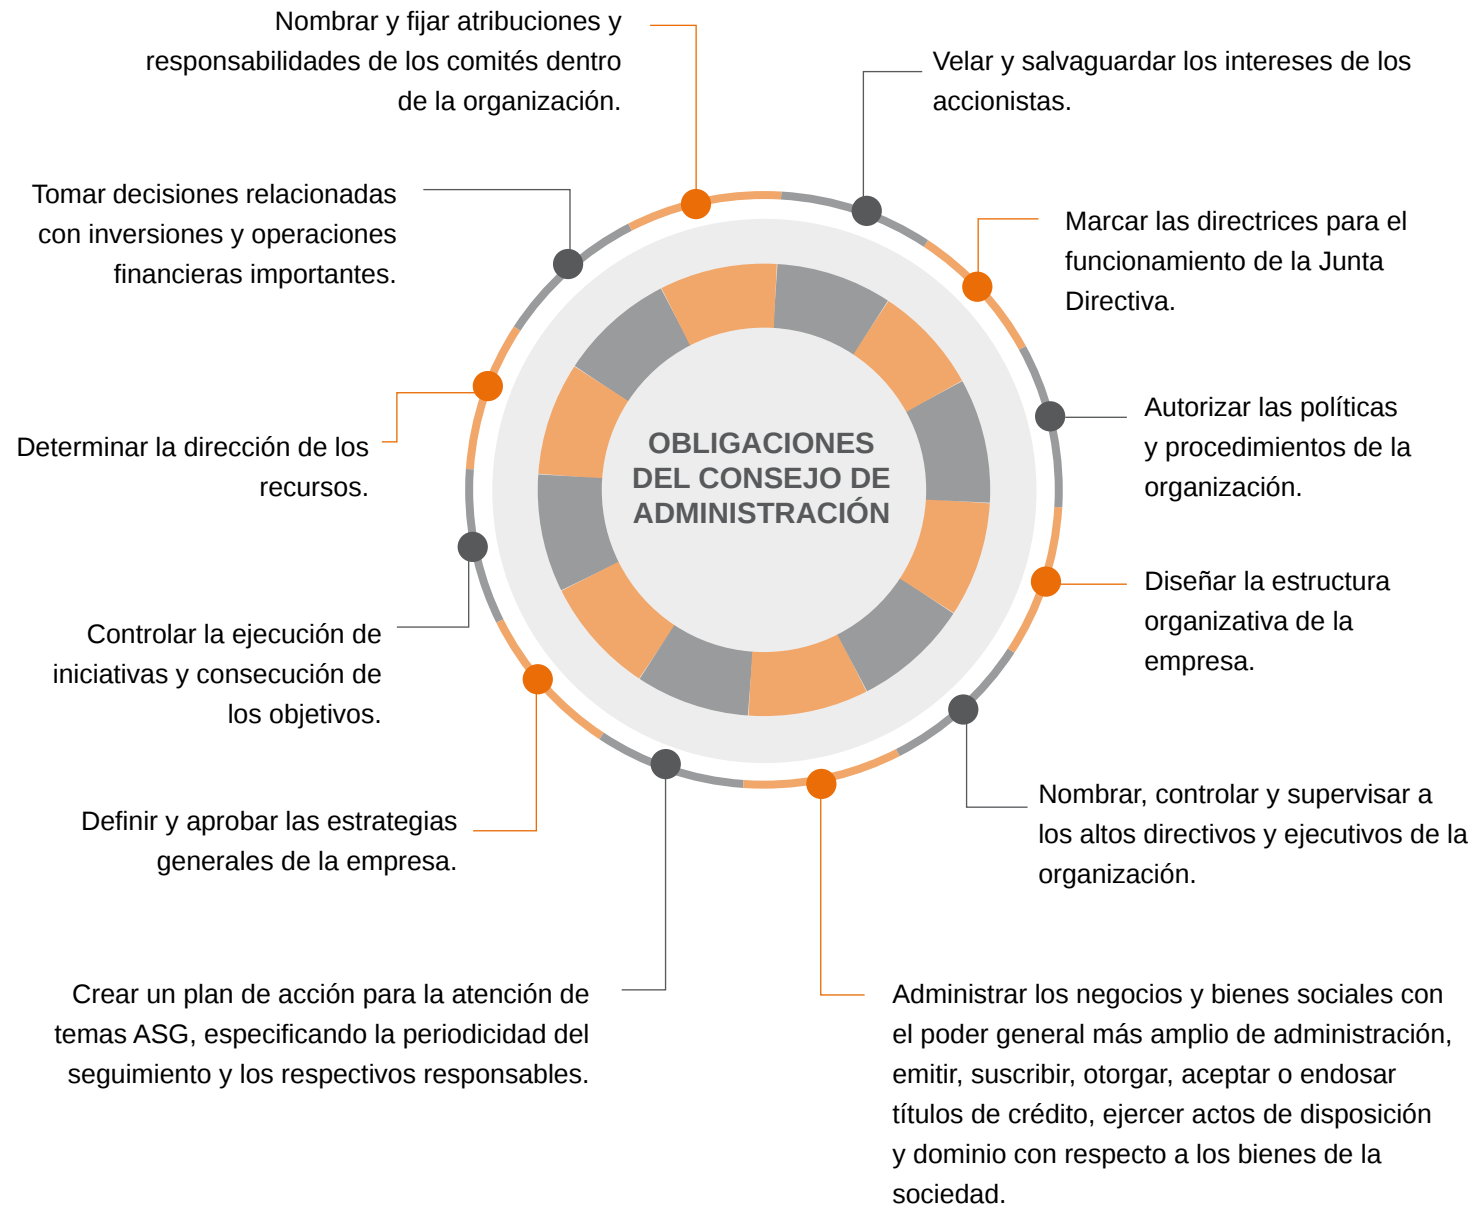 Nombrar y fijar atribuciones y
responsabilidades de los comités dentro
de la organización.
Velar y salvaguardar los intereses de los
accionistas.
Tomar decisiones relacionadas
con inversiones y operaciones
financieras importantes.
Marcar las directrices para el
funcionamiento de la Junta
Directiva.
Determinar la dirección de los
recursos.
OBLIGACIONES
DEL CONSEJO DE
ADMINISTRACIÓN
Autorizar las políticas
y procedimientos de la
organización.
Controlar la ejecución de
iniciativas y consecución de
los objetivos.
Diseñar la estructura
organizativa de la
empresa.
Definir y aprobar las estrategias
generales de la empresa.
Nombrar, controlar y supervisar a
los altos directivos y ejecutivos de la
organización.
Crear un plan de acción para la atención de
temas ASG, especificando la periodicidad del
seguimiento y los respectivos responsables.
Administrar los negocios y bienes sociales con
el poder general más amplio de administración,
emitir, suscribir, otorgar, aceptar o endosar
títulos de crédito, ejercer actos de disposición
y dominio con respecto a los bienes de la
sociedad.